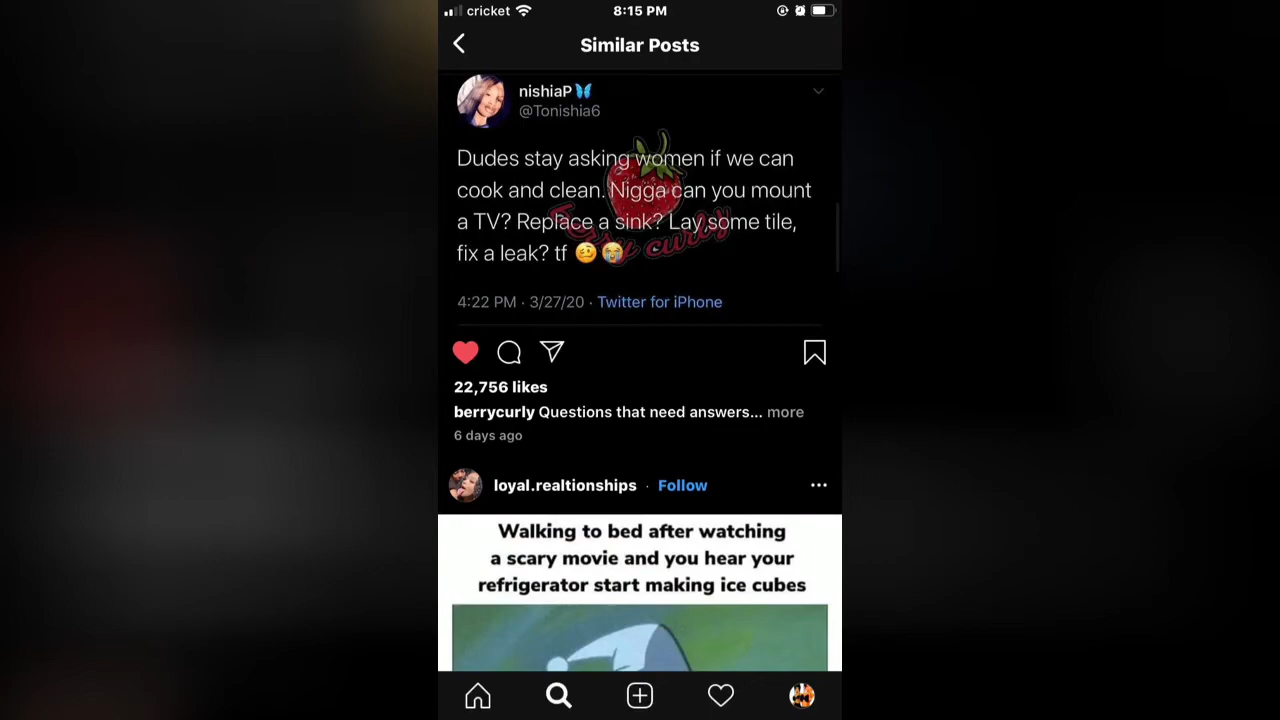 cricket
8:15 PM
Similar Posts
nishiaP🦋
@Tonishia6
Dudes stay asking women if we can
cook and clean. Nigga can you mount
a TV? Replace a sink? Lay some tile,
fix a leak? tf 🥴😭
4:22 PM · 3/27/20 · Twitter for iPhone
22,756 likes
berrycurly Questions that need answers... more
6 days ago
loyal.realtionships · Follow
Walking to bed after watching
a scary movie and you hear your
refrigerator start making ice cubes